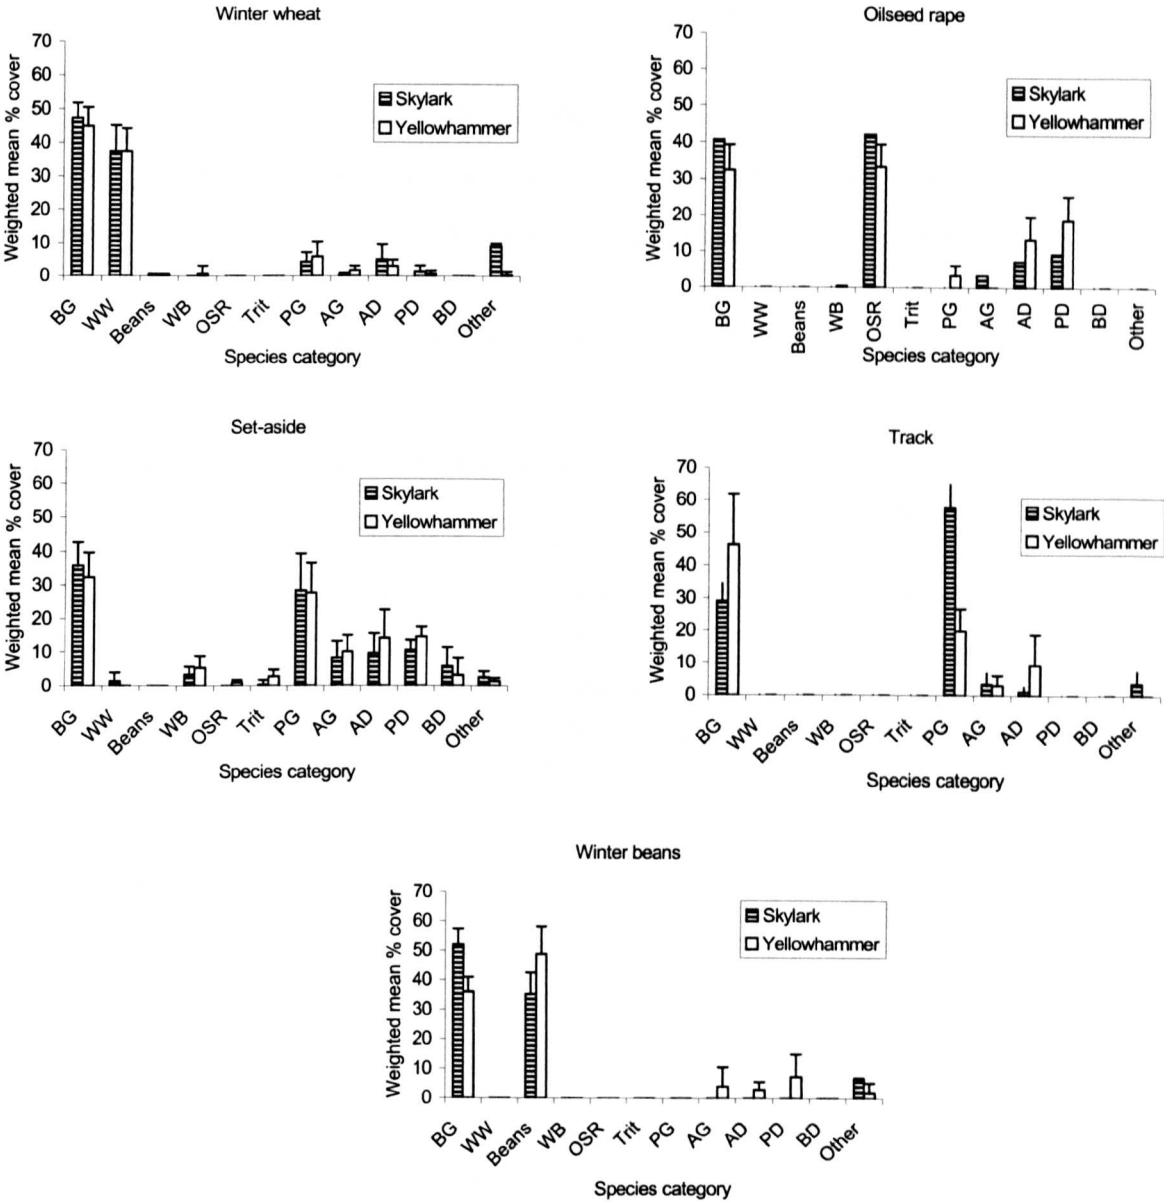 Winter wheat
Weighted mean % cover
70
60
50
40
30
20
10
0
Skylark
Yellowhammer
BG WW Beans WB OSR Trit PG AG AD PD BD Other
Species category
Oilseed rape
Weighted mean % cover
70
60
50
40
30
20
10
0
Skylark
Yellowhammer
BG WW Beans WB OSR Trit PG AG AD PD BD Other
Species category
Set-aside
Weighted mean % cover
70
60
50
40
30
20
10
0
Skylark
Yellowhammer
BG WW Beans WB OSR Trit PG AG AD PD BD Other
Species category
Track
Weighted mean % cover
70
60
50
40
30
20
10
0
Skylark
Yellowhammer
BG WW Beans WB OSR Trit PG AG AD PD BD Other
Species category
Winter beans
Weighted mean % cover
70
60
50
40
30
20
10
0
Skylark
Yellowhammer
BG WW Beans WB OSR Trit PG AG AD PD BD Other
Species category